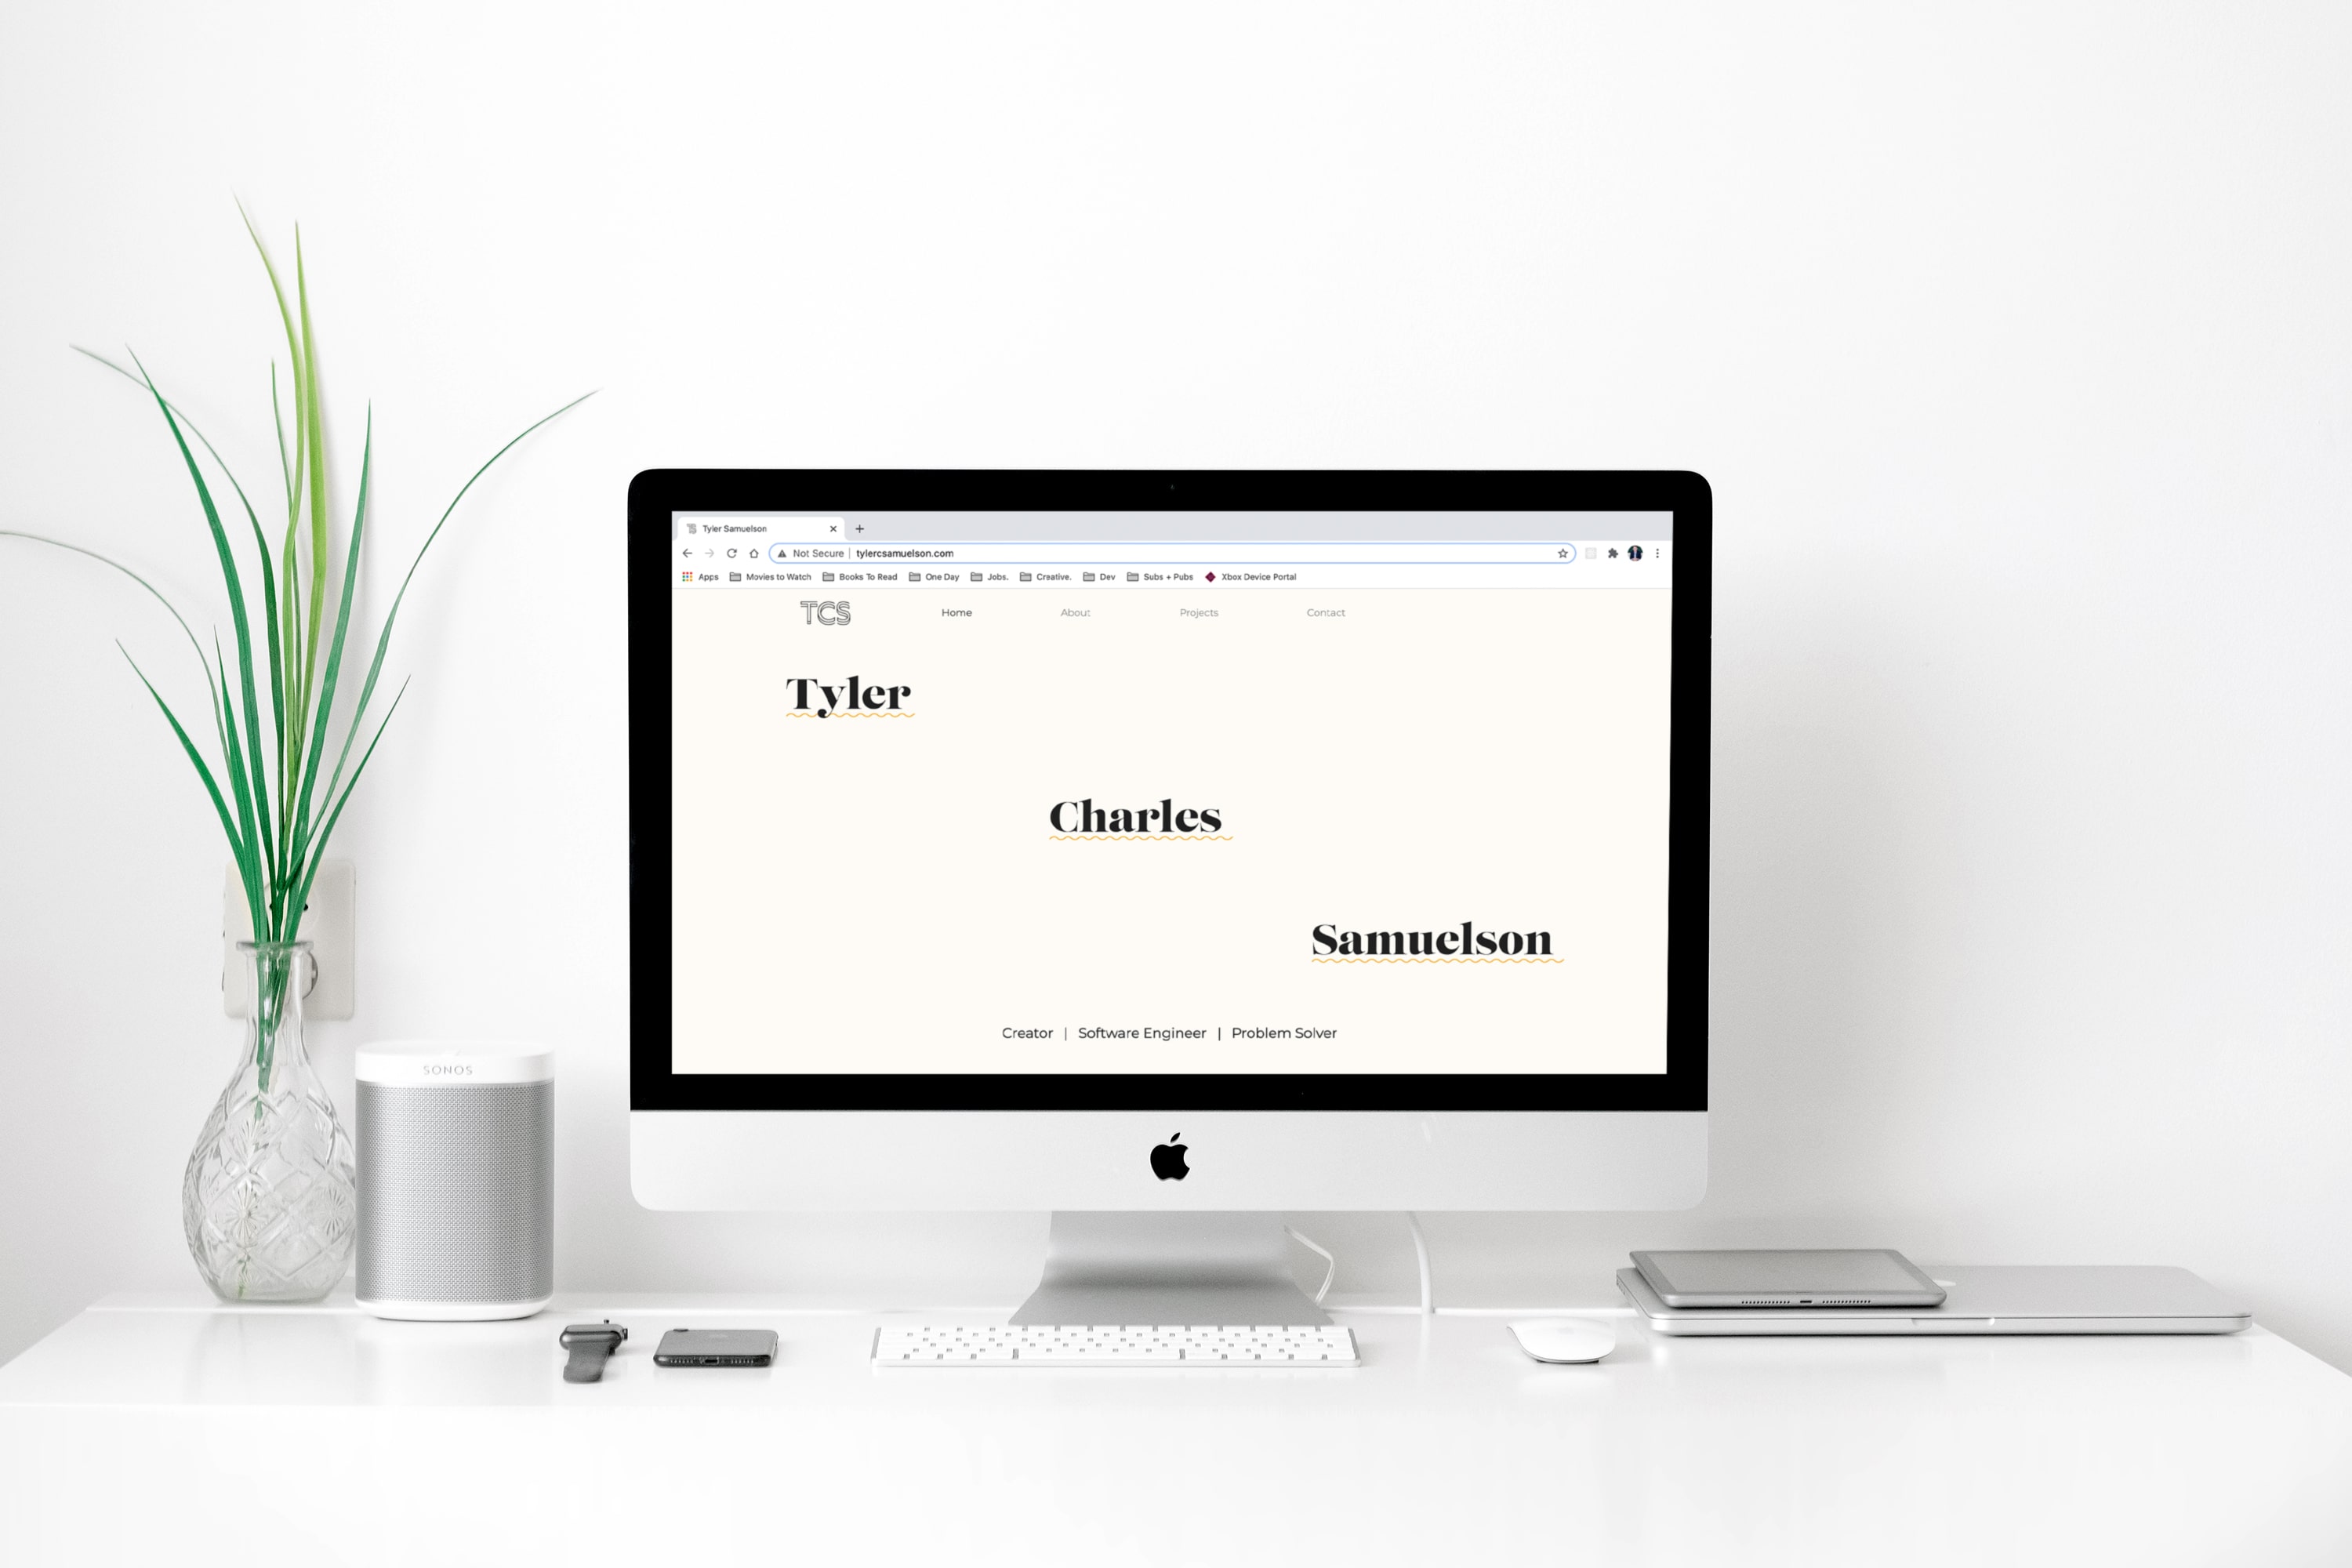 Tyler Samuelson
Not Secure | tylercsamuelson.com
Apps Movies to Watch Books To Read One Day Jobs. Creative. Dev Subs + Pubs Xbox Device Portal
TCS Home About Projects Contact
Tyler
Charles
Samuelson
Creator | Software Engineer | Problem Solver
SONOS